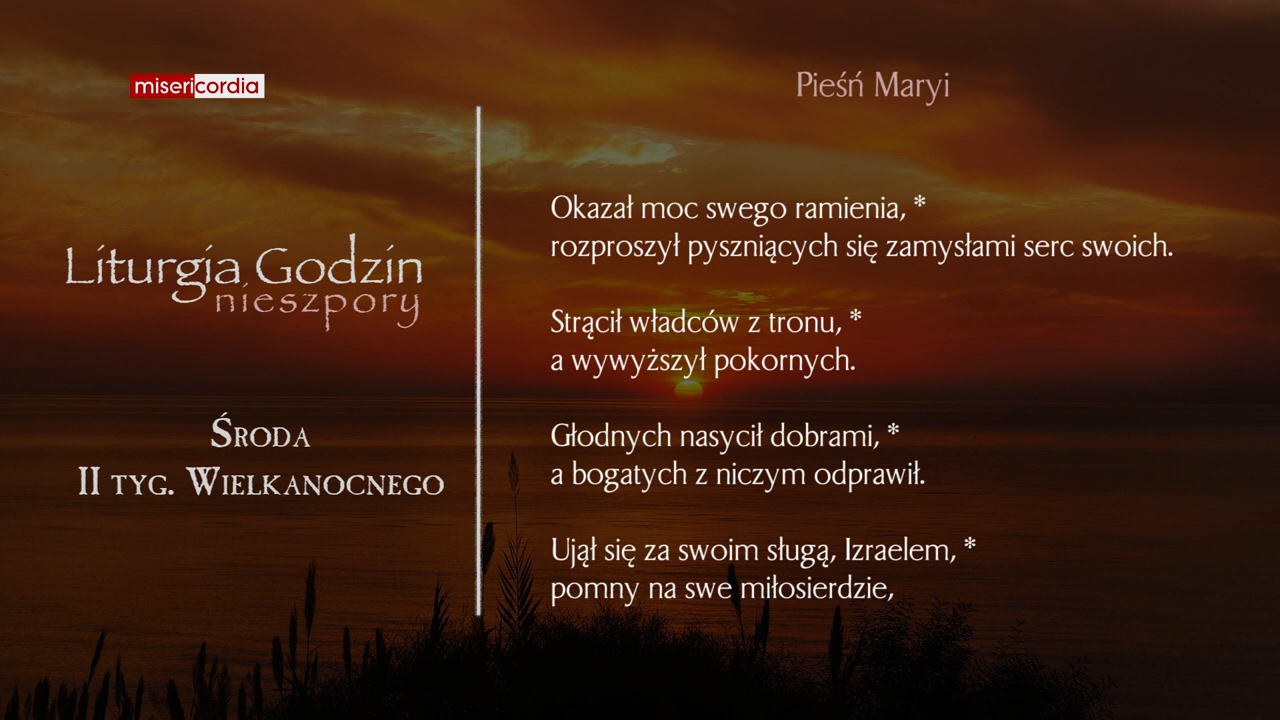 misericordia
Liturgia Godzin
nieszpory
Środa
II tyg. Wielkanocnego
Pieśń Maryi
Okazał moc swego ramienia, *
rozproszył pyszniących się zamysłami serc swoich.
Strącił władców z tronu, *
a wywyższył pokornych.
Głodnych nasycił dobrami, *
a bogatych z niczym odprawił.
Ujął się za swoim sługą, Izraelem, *
pomny na swe miłosierdzie,